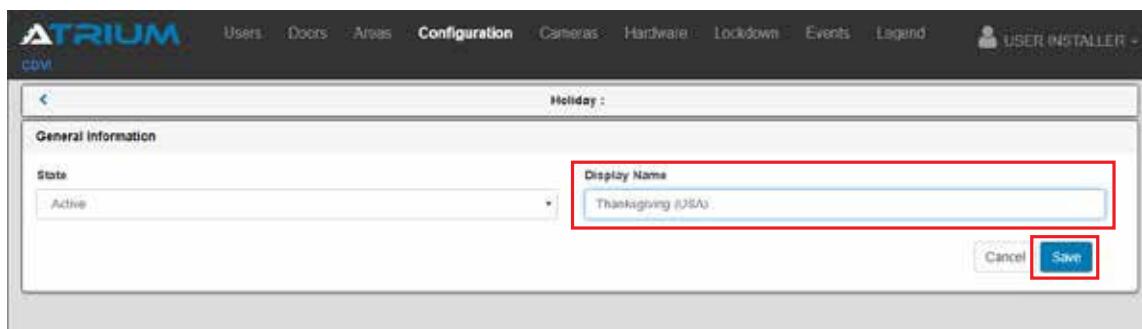 ATRIUM Users Doors Areas Configuration Cameras Hardware Lockdown Events Legend USER INSTALLER
CDVI
Holiday :
General Information
State Display Name
Active Thanksgiving (USA)
Cancel Save